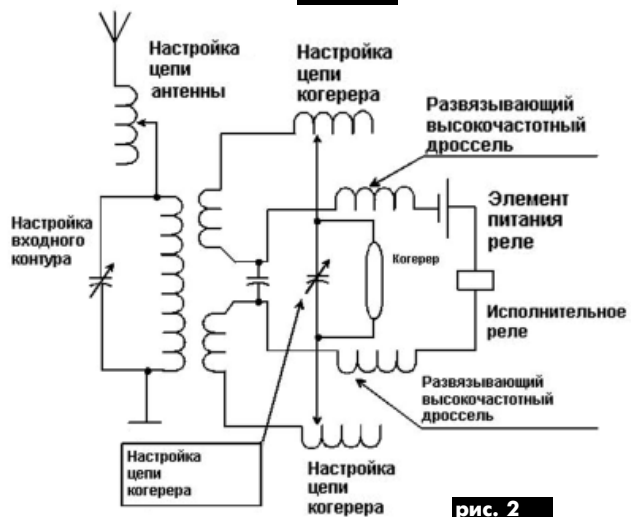 Настройка
цепи
антенны
Настройка
цепи
когерера
Развязывающий
высокочастотный
дроссель
Настройка
входного
контура
Элемент
питания
реле
Когерер
Исполнительное
реле
Развязывающий
высокочастотный
дроссель
Настройка
цепи
когерера
Настройка
цепи
когерера
рис. 2